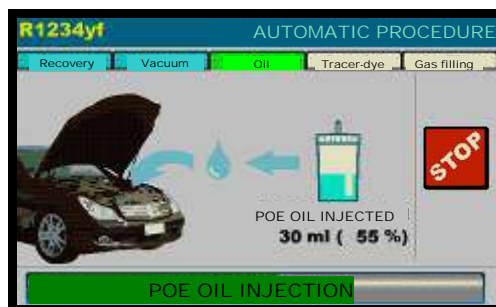 R1234yf AUTOMATIC PROCEDURE
Recovery Vacuum Oil Tracer-dye Gas filling
STOP
POE OIL INJECTED
30 ml ( 55 %)
POE OIL INJECTION